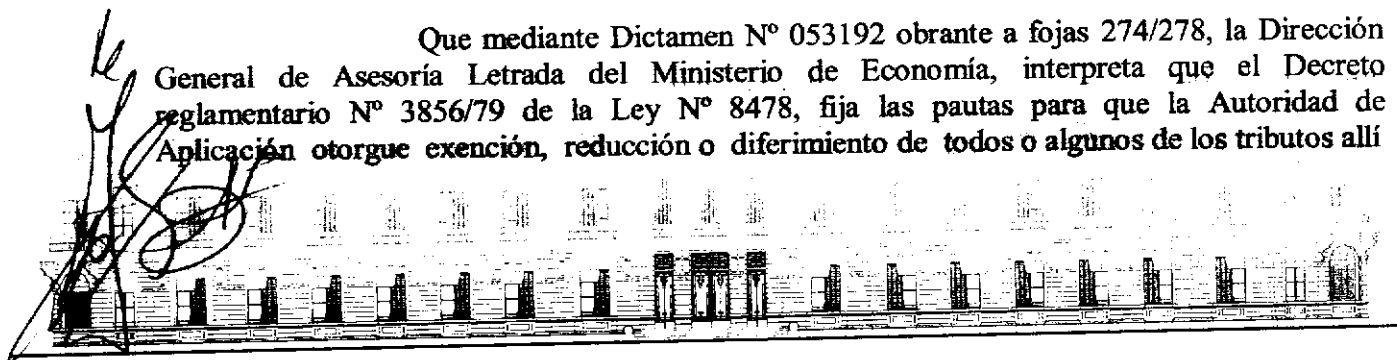 Que mediante Dictamen Nº 053192 obrante a fojas 274/278, la Dirección
General de Asesoría Letrada del Ministerio de Economía, interpreta que el Decreto
reglamentario Nº 3856/79 de la Ley Nº 8478, fija las pautas para que la Autoridad de
Aplicación otorgue exención, reducción o diferimiento de todos o algunos de los tributos allí